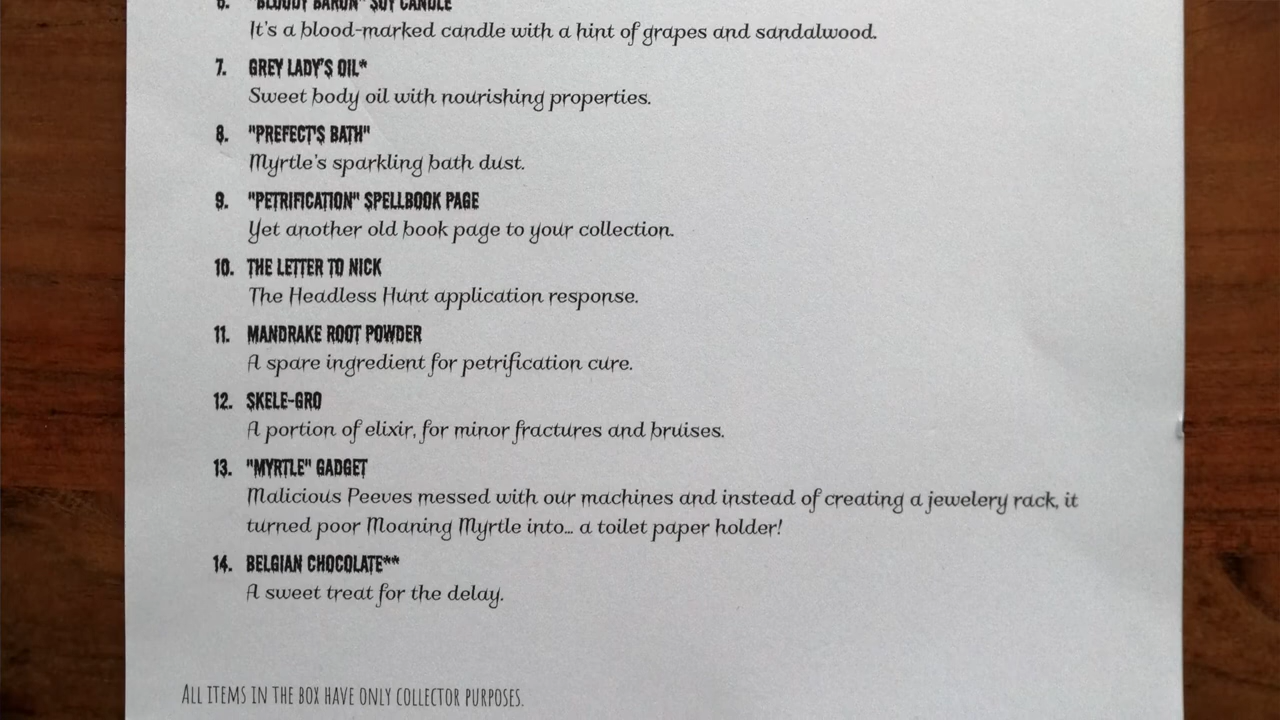 6. "BLOODY BARON" SOY CANDLE
It's a blood-marked candle with a hint of grapes and sandalwood.
7. GREY LADY'S OIL*
Sweet body oil with nourishing properties.
8. "PREFECT'S BATH"
Myrtle's sparkling bath dust.
9. "PETRIFICATION" SPELLBOOK PAGE
Yet another old book page to your collection.
10. THE LETTER TO NICK
The Headless Hunt application response.
11. MANDRAKE ROOT POWDER
A spare ingredient for petrification cure.
12. SKELE-GRO
A portion of elixir, for minor fractures and bruises.
13. "MYRTLE" GADGET
Malicious Peeves messed with our machines and instead of creating a jewelery rack, it
turned poor Moaning Myrtle into... a toilet paper holder!
14. BELGIAN CHOCOLATE**
A sweet treat for the delay.
ALL ITEMS IN THE BOX HAVE ONLY COLLECTOR PURPOSES.